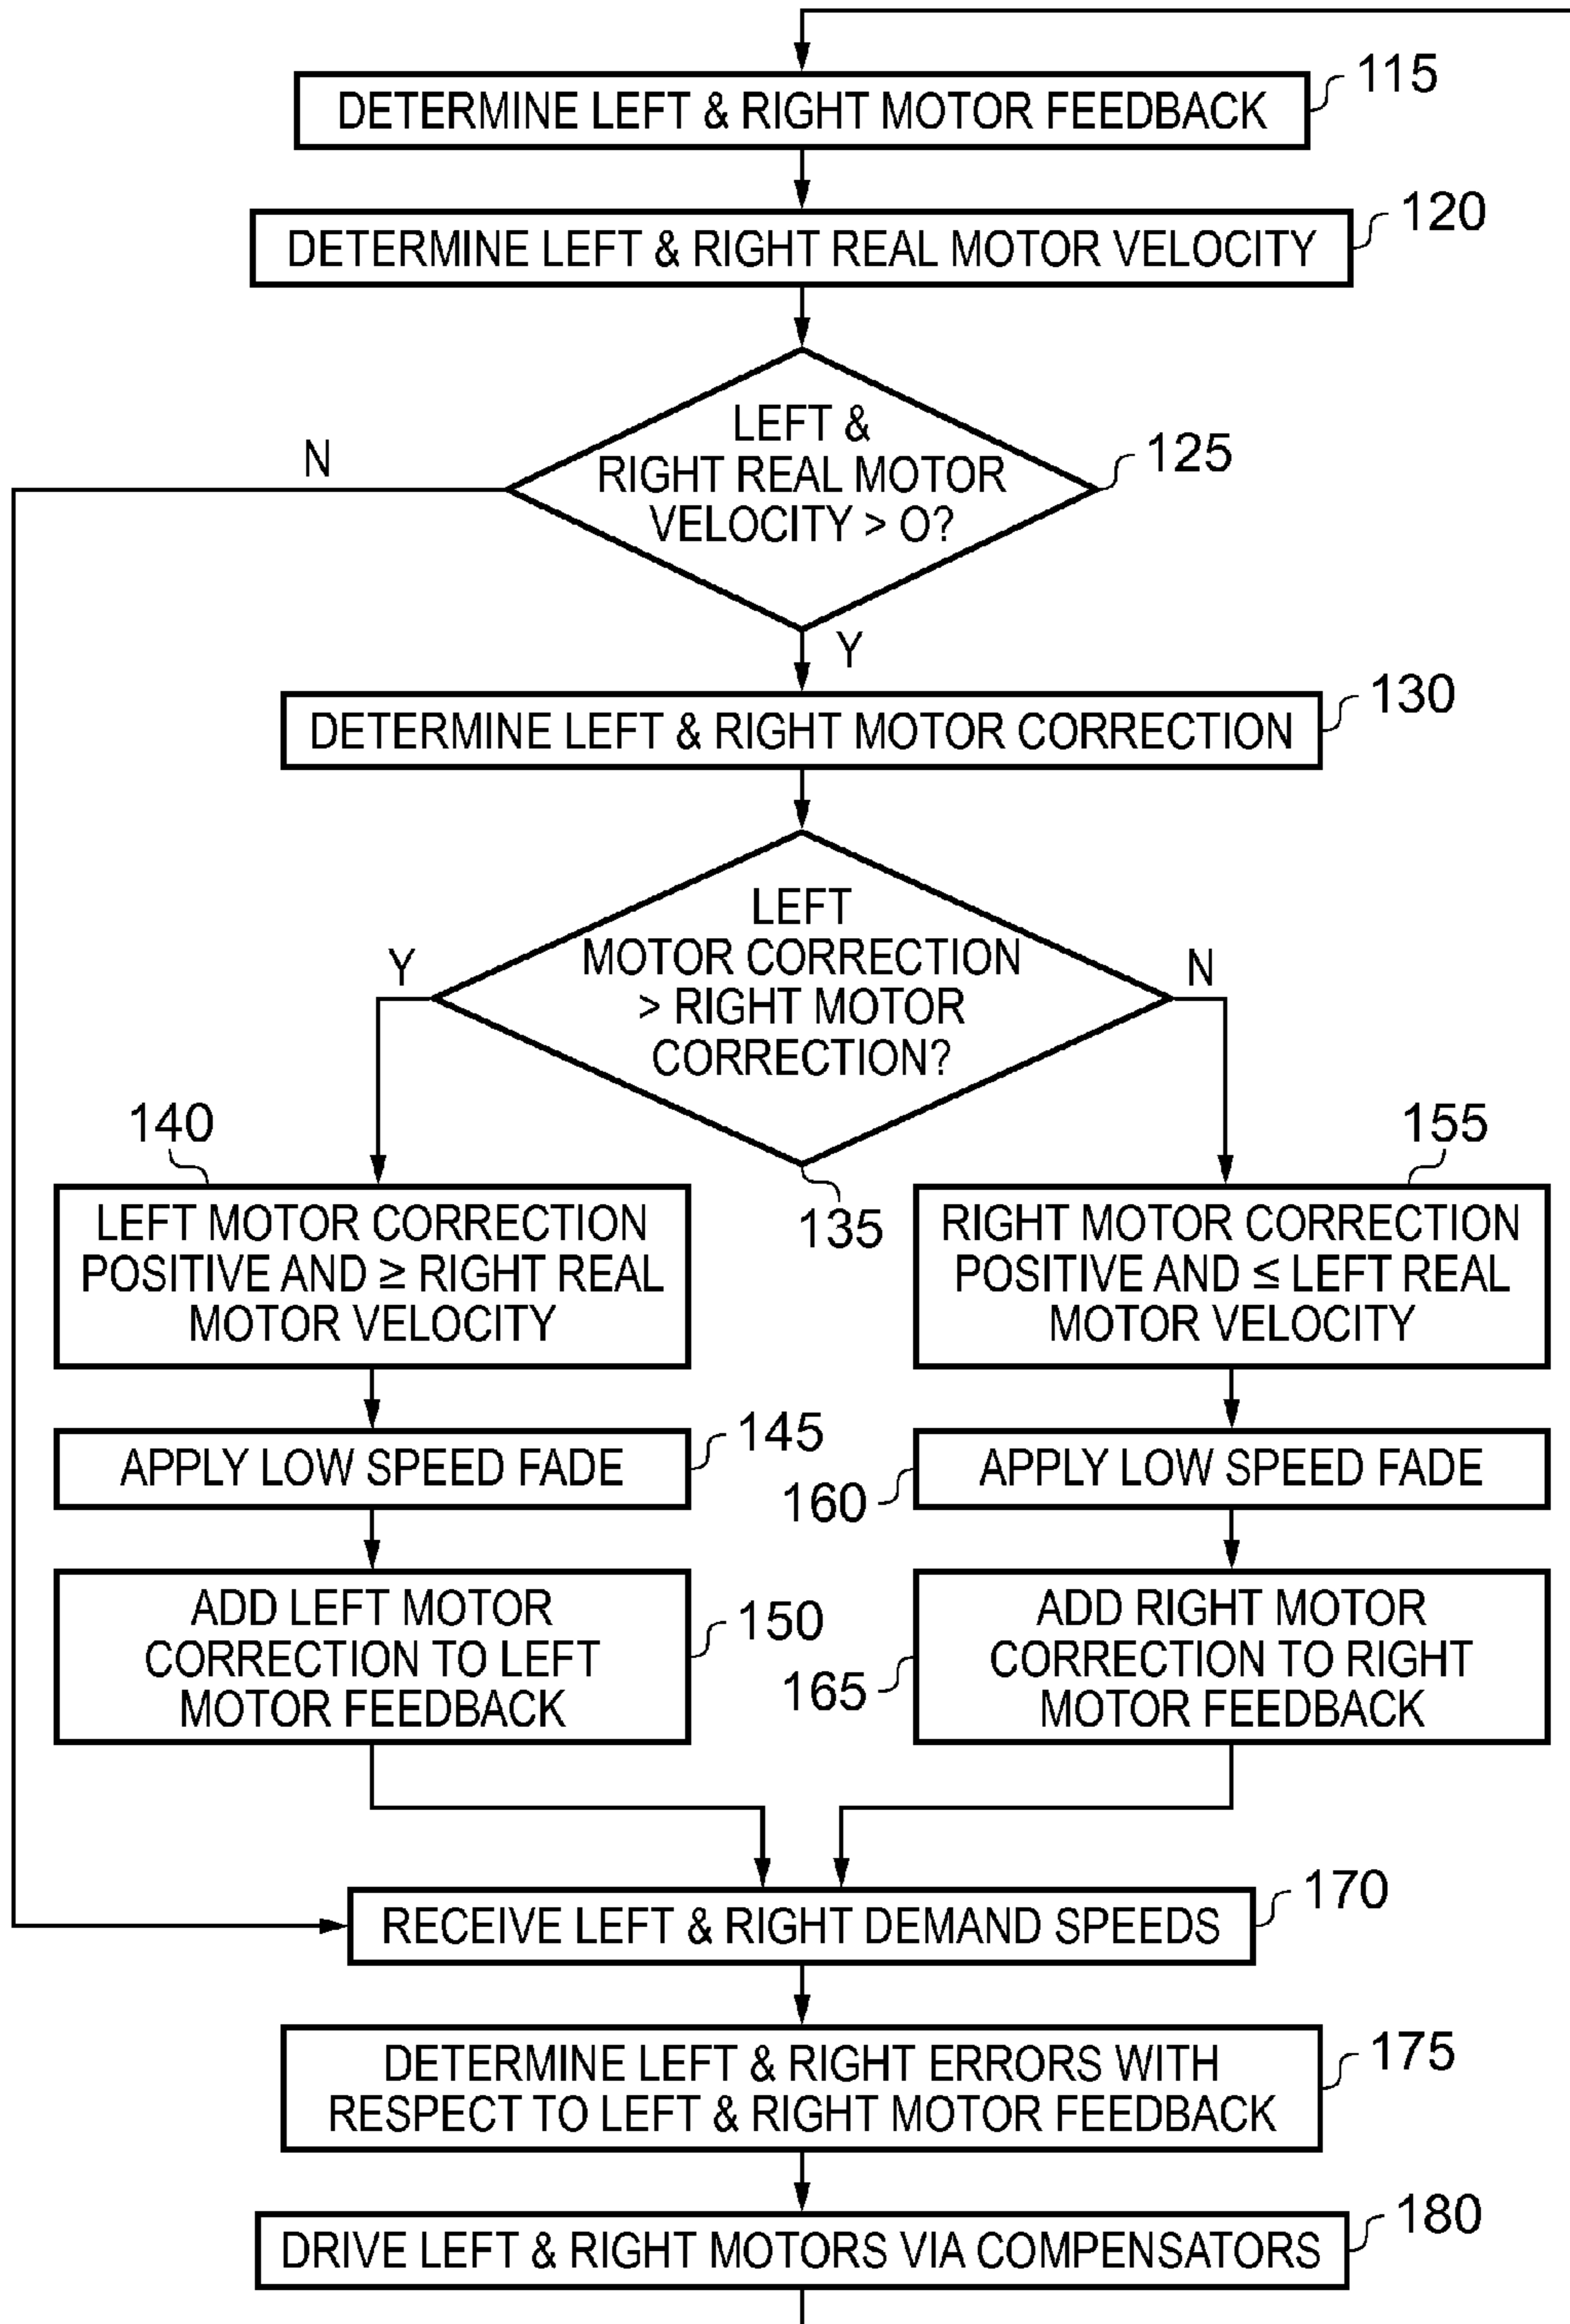 DETERMINE LEFT & RIGHT MOTOR FEEDBACK
115
DETERMINE LEFT & RIGHT REAL MOTOR VELOCITY
120
LEFT &
RIGHT REAL MOTOR
VELOCITY > O?
125
N
Y
DETERMINE LEFT & RIGHT MOTOR CORRECTION
130
LEFT
MOTOR CORRECTION
> RIGHT MOTOR
CORRECTION?
Y
N
135
140
LEFT MOTOR CORRECTION
POSITIVE AND ≥ RIGHT REAL
MOTOR VELOCITY
155
RIGHT MOTOR CORRECTION
POSITIVE AND ≤ LEFT REAL
MOTOR VELOCITY
APPLY LOW SPEED FADE
145
APPLY LOW SPEED FADE
160
ADD LEFT MOTOR
CORRECTION TO LEFT
MOTOR FEEDBACK
150
ADD RIGHT MOTOR
CORRECTION TO RIGHT
MOTOR FEEDBACK
165
RECEIVE LEFT & RIGHT DEMAND SPEEDS
170
DETERMINE LEFT & RIGHT ERRORS WITH
RESPECT TO LEFT & RIGHT MOTOR FEEDBACK
175
DRIVE LEFT & RIGHT MOTORS VIA COMPENSATORS
180